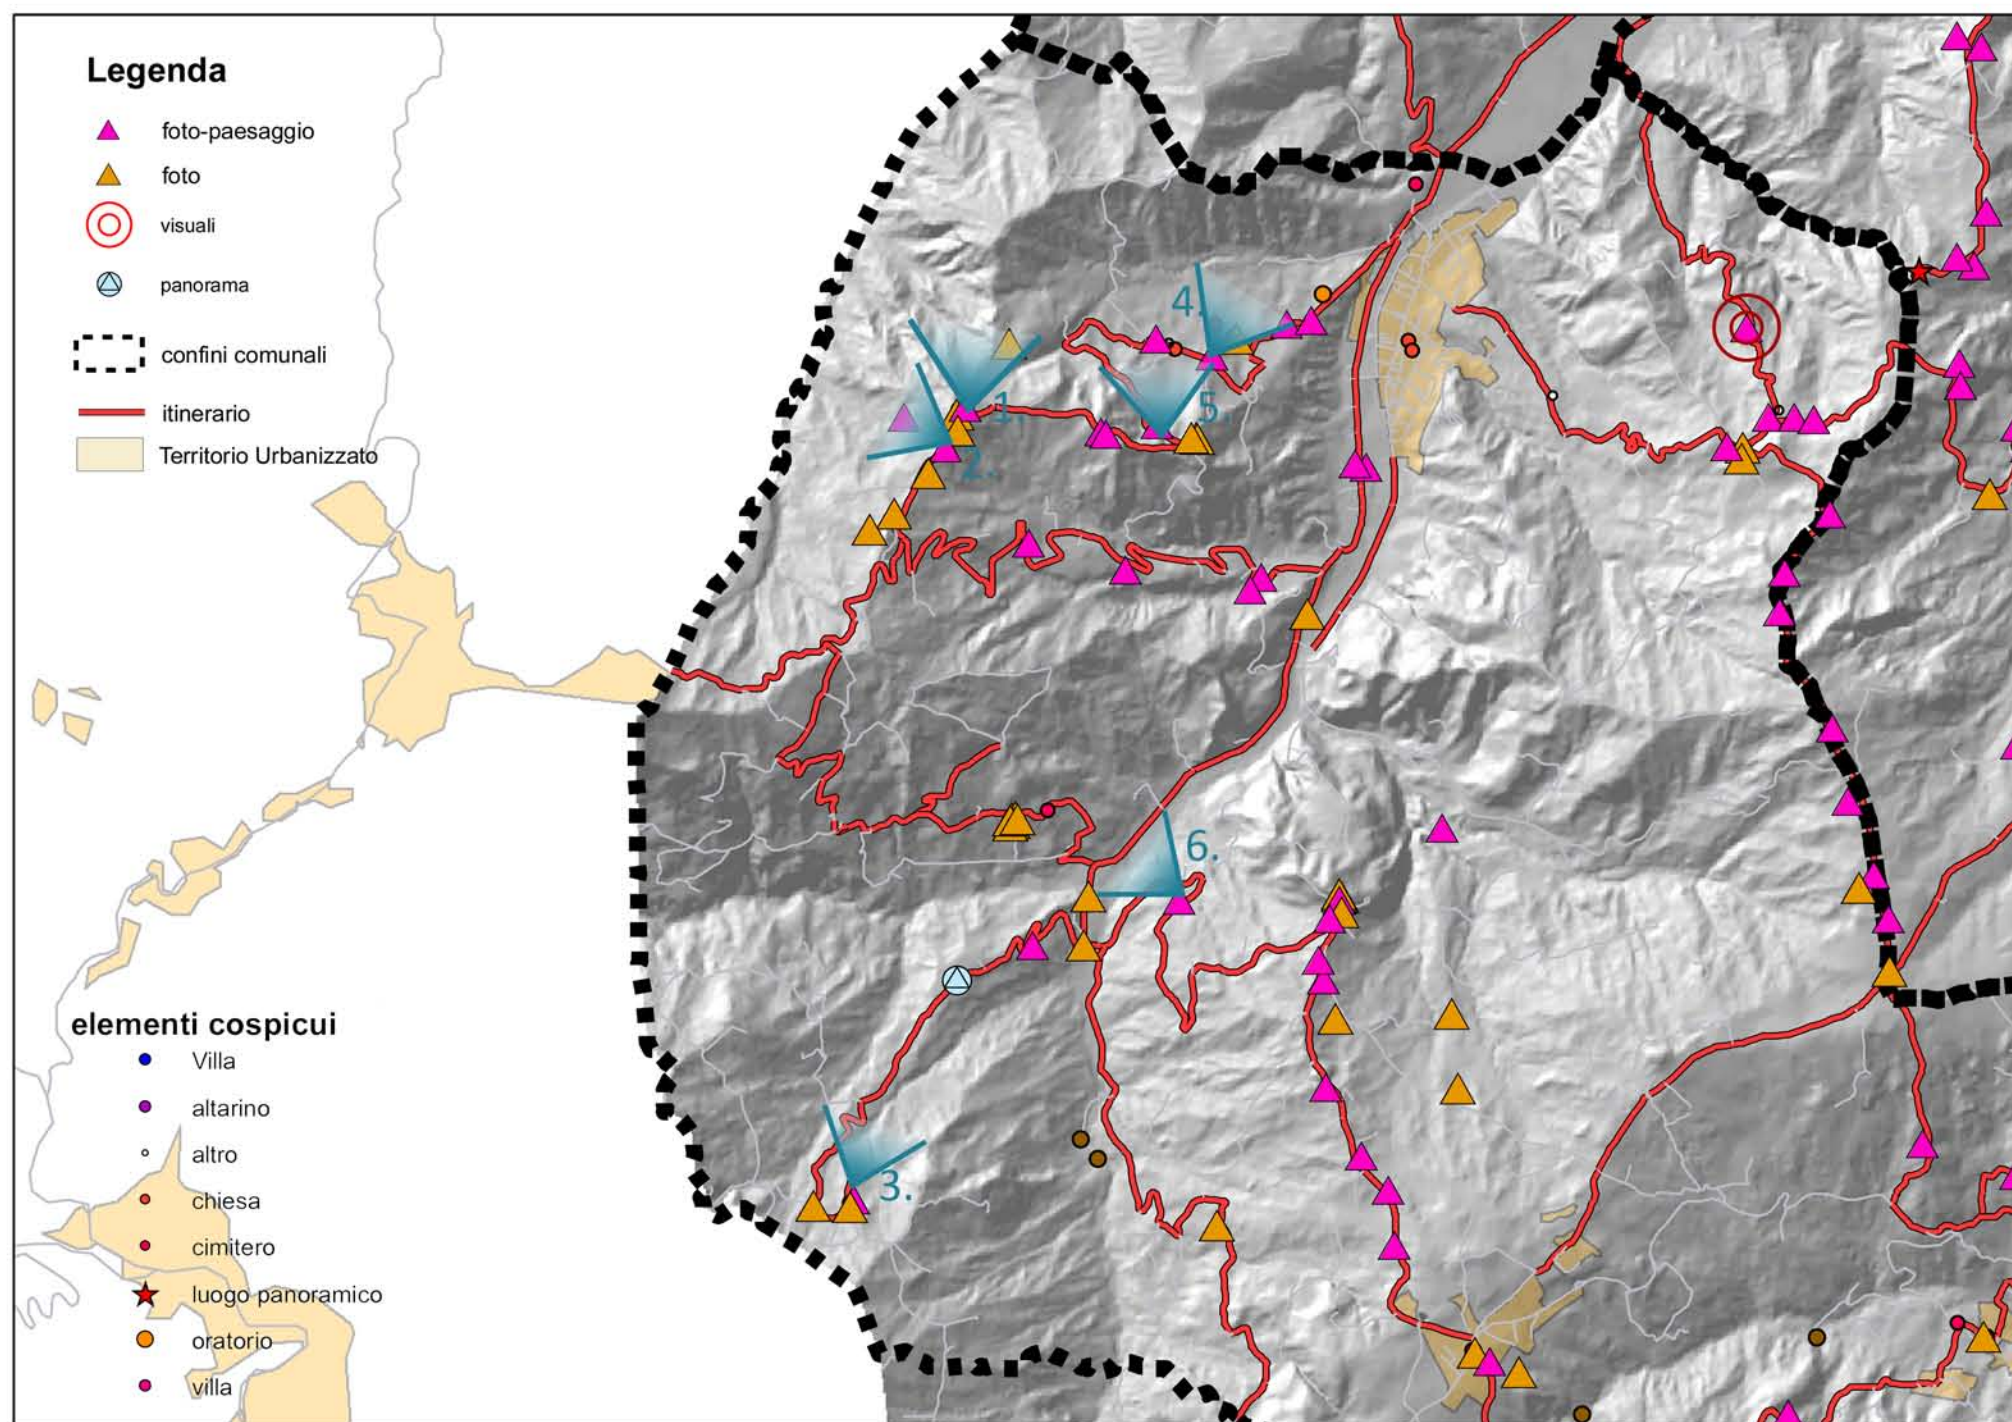 Legenda
foto-paesaggio
foto
visuali
panorama
confini comunali
itinerario
Territorio Urbanizzato
4.
1.
5.
2.
6.
3.
elementi cospicui
Villa
altarino
altro
chiesa
cimitero
luogo panoramico
oratorio
villa